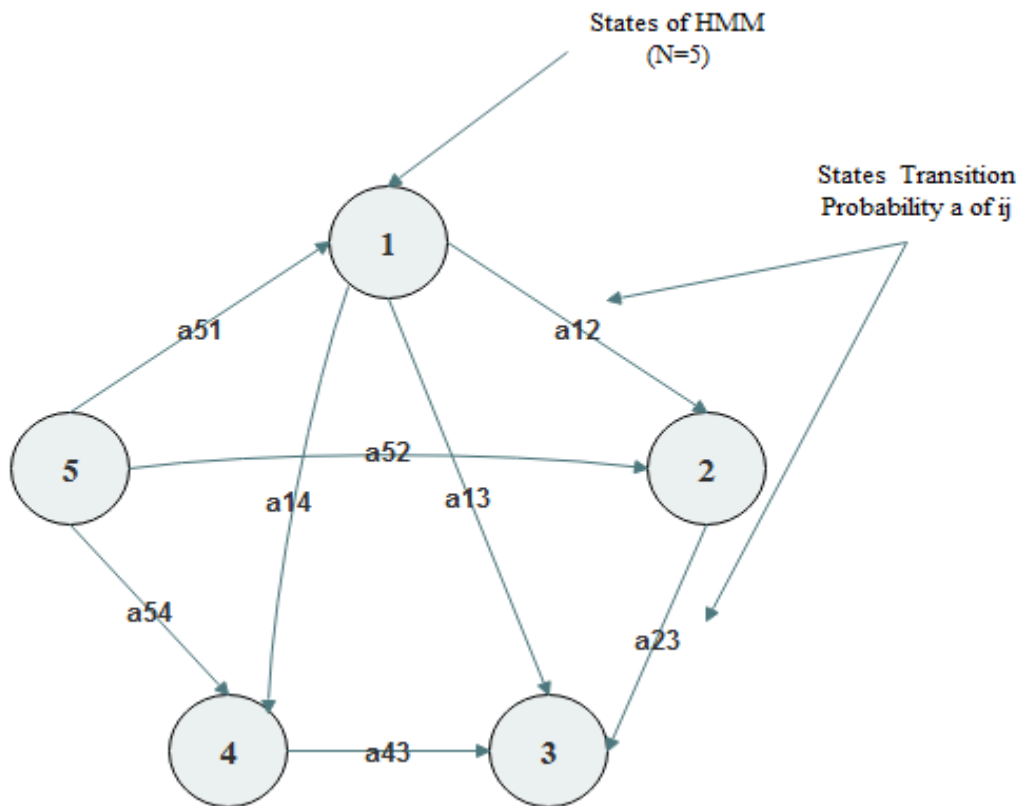 States of HMM
(N=5)
States Transition
Probability a of ij
1
a51
a12
5
a52
2
a14
a13
a54
a23
4
a43
3